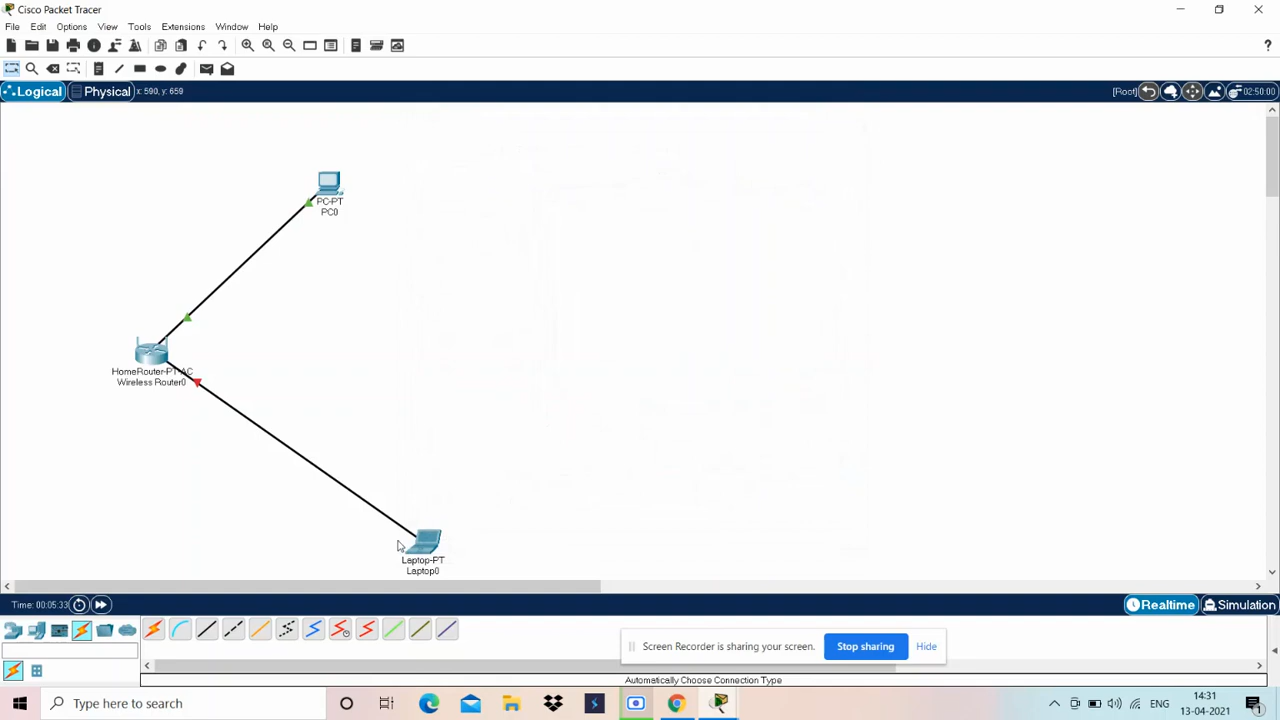 Cisco Packet Tracer
File Edit Options View Tools Extensions Window Help
?
Logical Physical x: 590, y: 659 [Root] 02:50:00
PC-PT
PC0
HomeRouter-PT-AC
Wireless Router0
Laptop-PT
Laptop0
Time: 00:05:33 Realtime Simulation
Screen Recorder is sharing your screen. Stop sharing Hide
Automatically Choose Connection Type
Type here to search ENG 14:31
13-04-2021
1